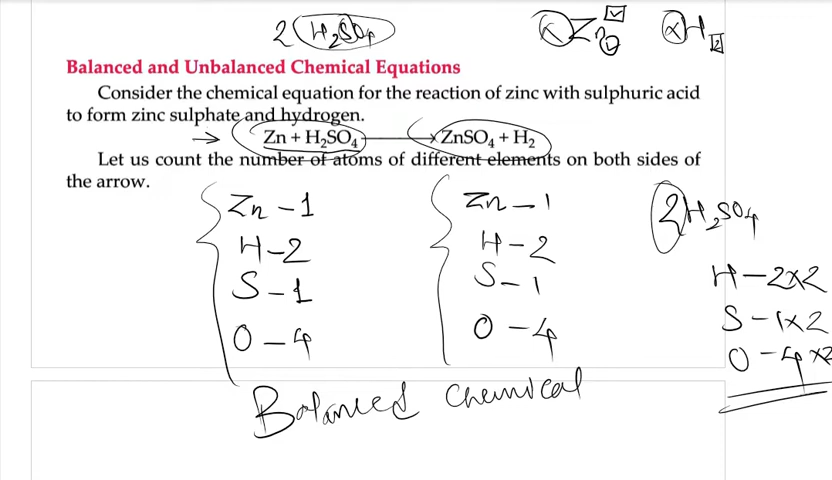 2 H₂SO₄
Balanced and Unbalanced Chemical Equations
Consider the chemical equation for the reaction of zinc with sulphuric acid
to form zinc sulphate and hydrogen.
→ Zn + H₂SO₄ → ZnSO₄ + H₂
Let us count the number of atoms of different elements on both sides of
the arrow.
Zn - 1
H - 2
S - 1
O - 4
Zn - 1
H - 2
S - 1
O - 4
2H₂SO₄
H - 2×2
S - 1×2
O - 4×2
Balanced Chemical